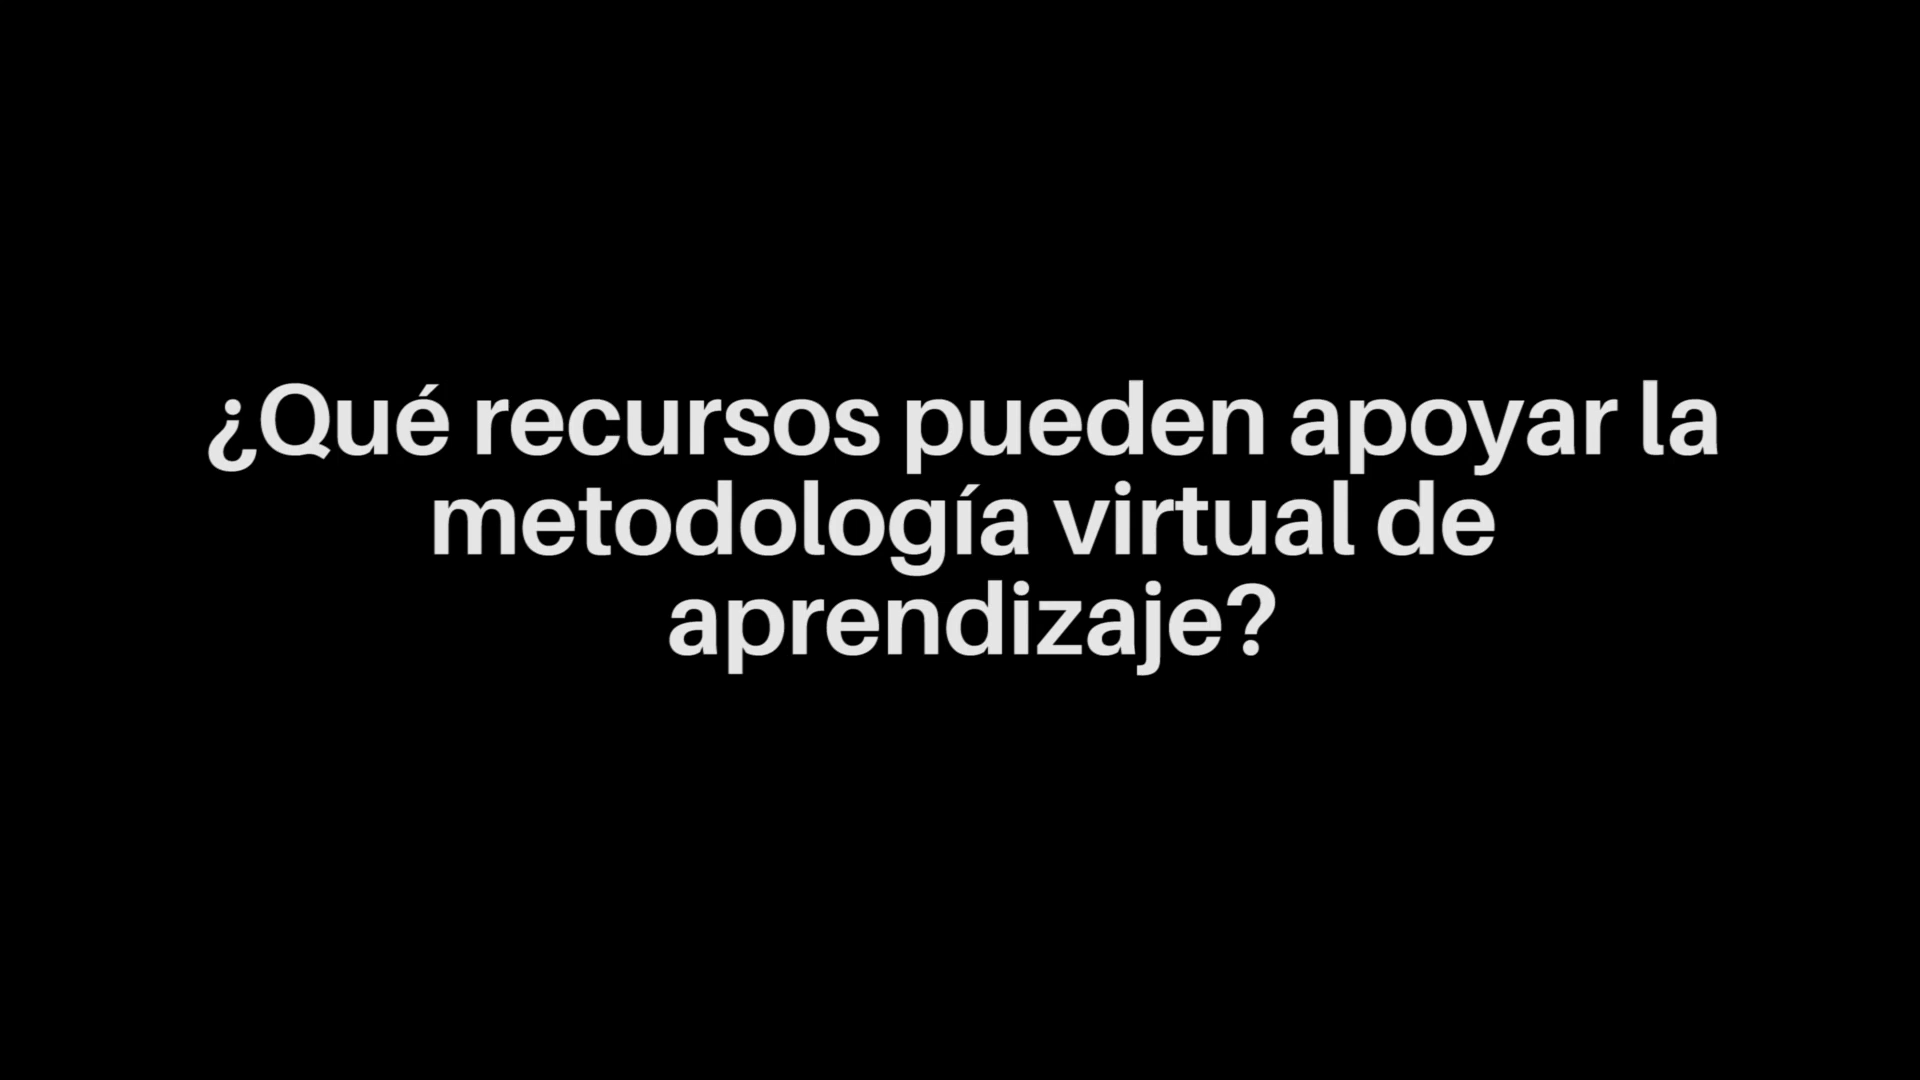 ¿Qué recursos pueden apoyar la
metodología virtual de
aprendizaje?